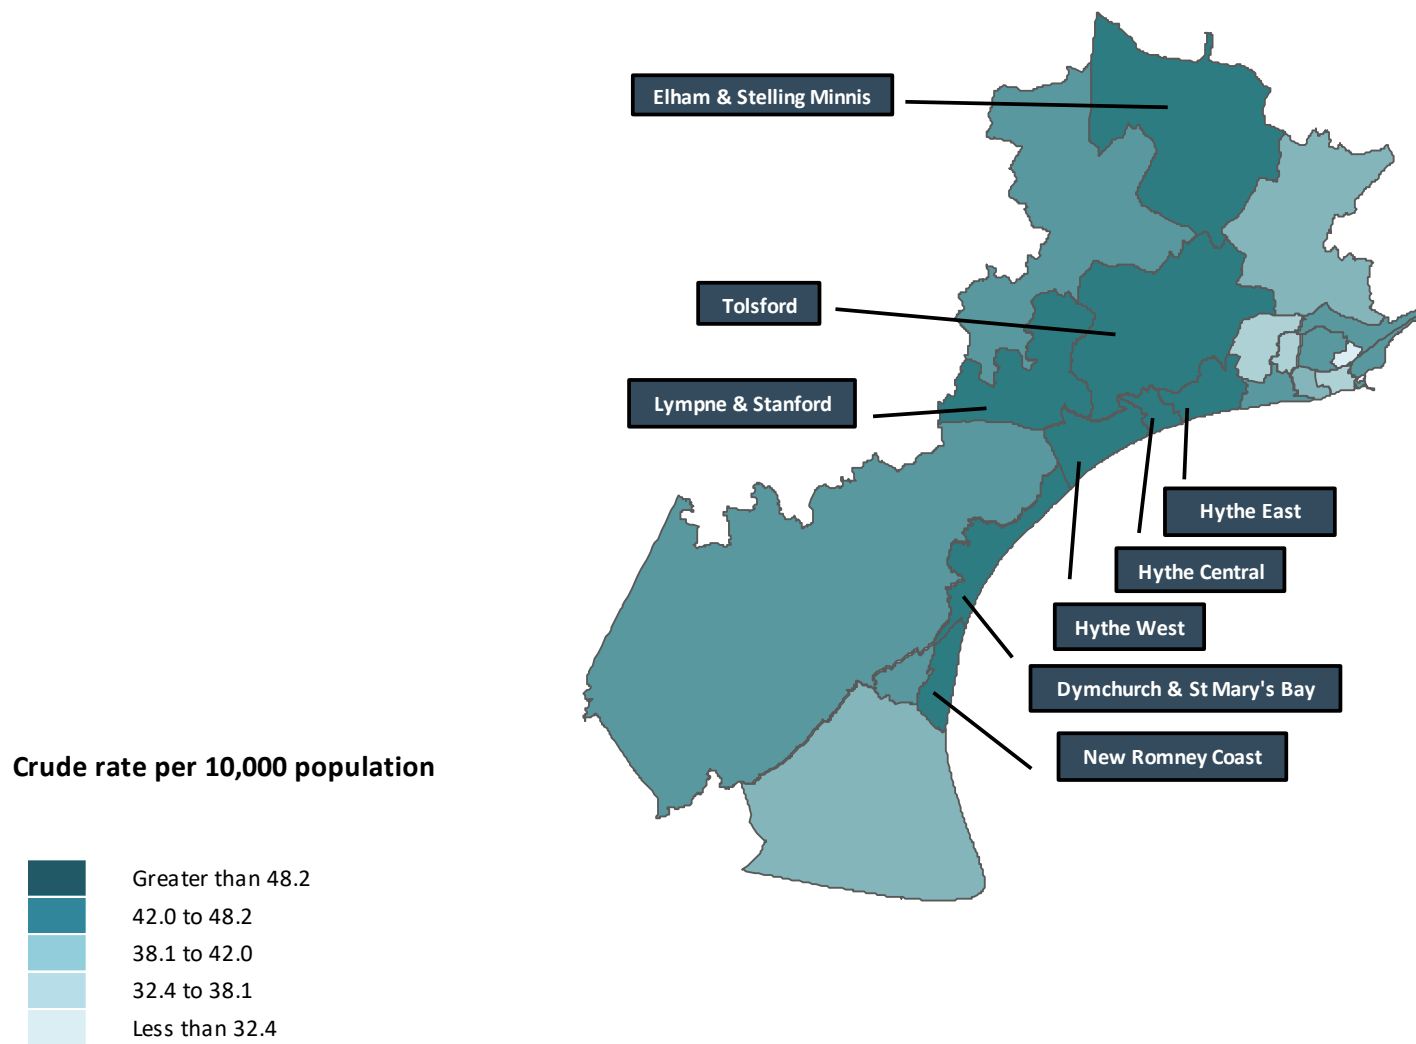 Elham & Stelling Minnis
Tolsford
Lympne & Stanford
Hythe East
Hythe Central
Hythe West
Dymchurch & St Mary's Bay
New Romney Coast
Crude rate per 10,000 population
Greater than 48.2
42.0 to 48.2
38.1 to 42.0
32.4 to 38.1
Less than 32.4